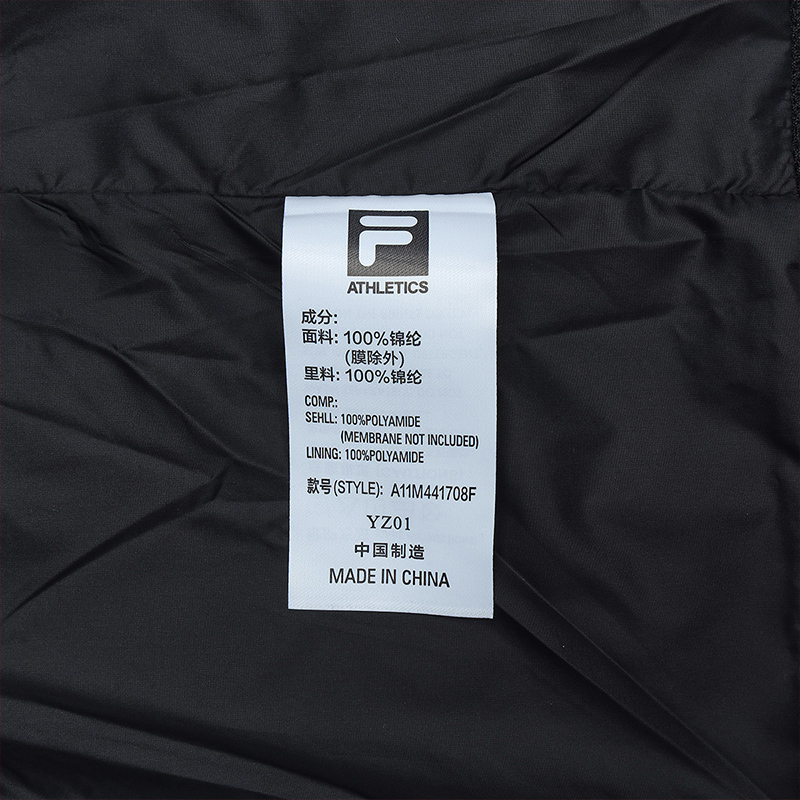 F
ATHLETICS
成分:
面料: 100%锦纶
(膜除外)
里料: 100%锦纶
COMP.:
SEHLL: 100%POLYAMIDE
(MEMBRANE NOT INCLUDED)
LINING: 100%POLYAMIDE
款号(STYLE): A11M441708F
YZ01
中国制造
MADE IN CHINA